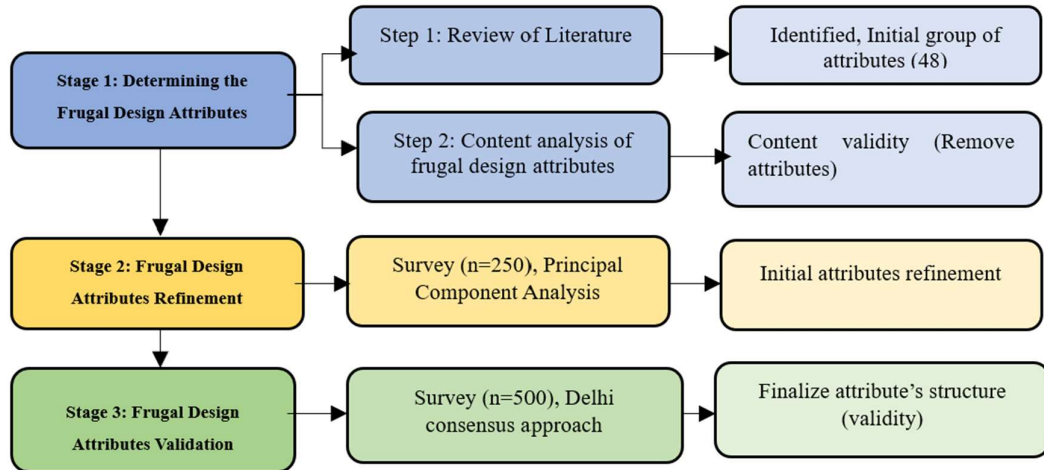 Step 1: Review of Literature
Identified, Initial group of
attributes (48)
Stage 1: Determining the
Frugal Design Attributes
Step 2: Content analysis of
frugal design attributes
Content validity (Remove
attributes)
Stage 2: Frugal Design
Attributes Refinement
Survey (n=250), Principal
Component Analysis
Initial attributes refinement
Stage 3: Frugal Design
Attributes Validation
Survey (n=500), Delhi
consensus approach
Finalize attribute’s structure
(validity)